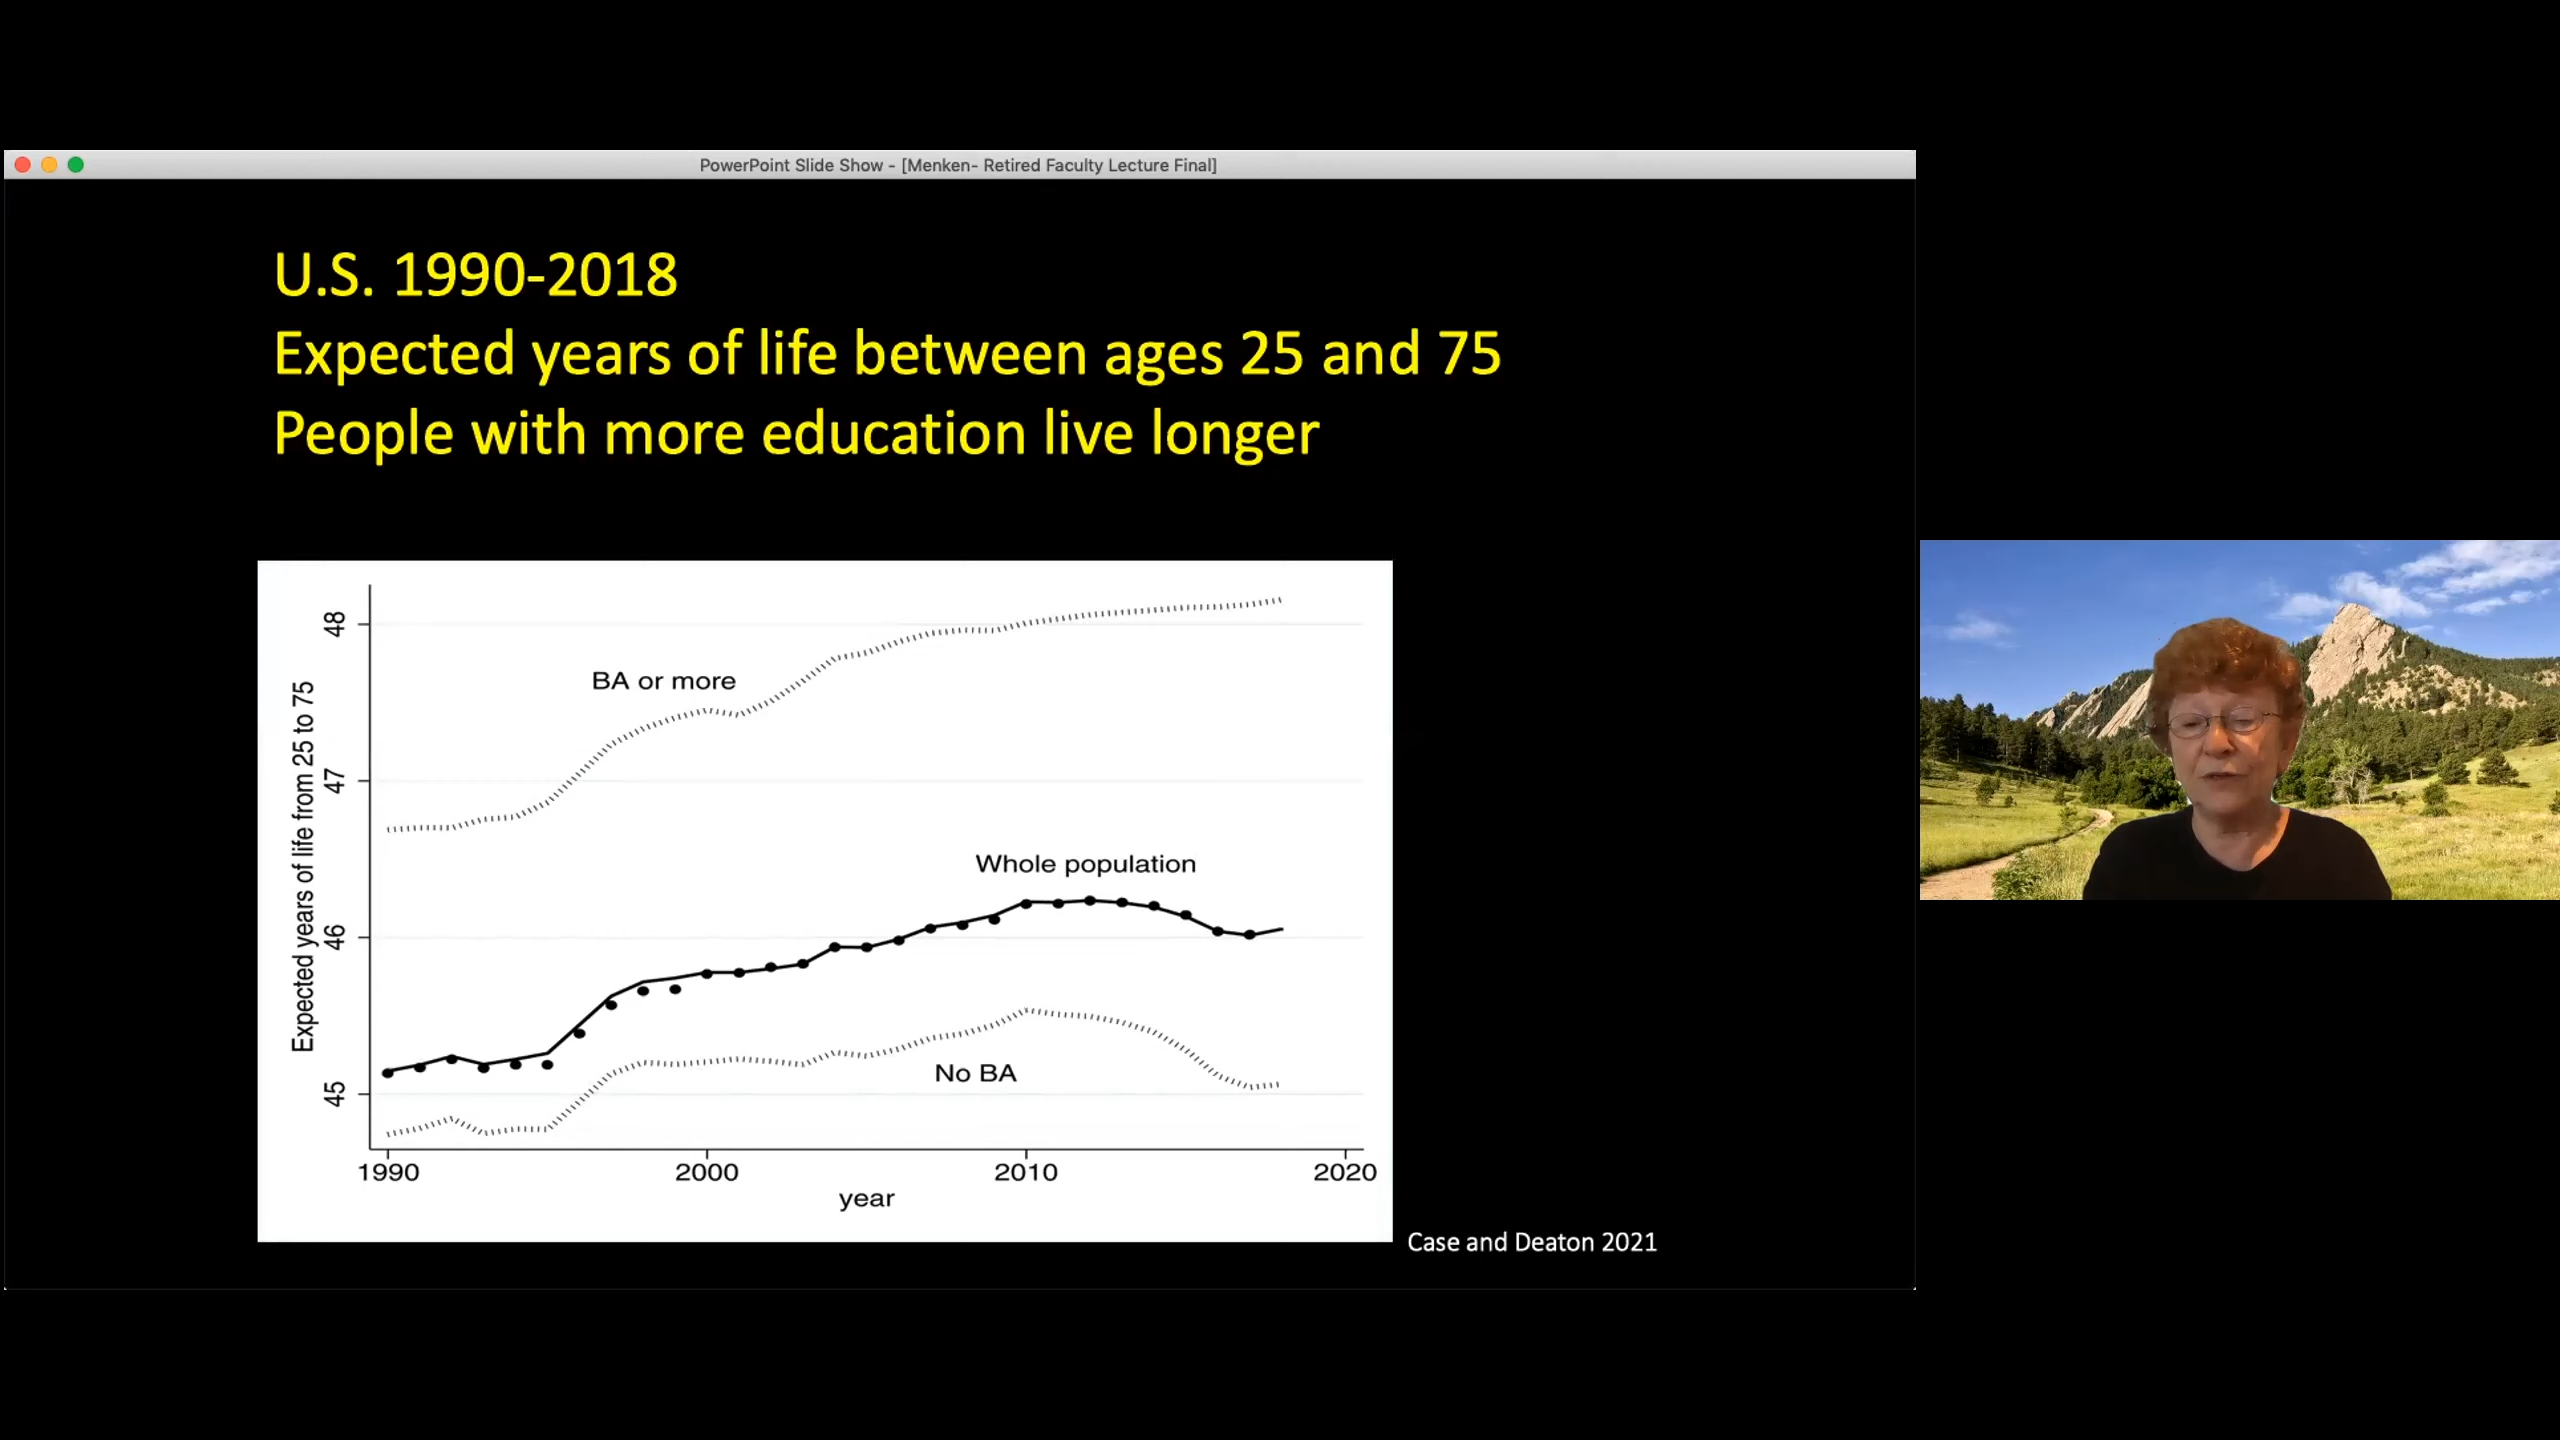 PowerPoint Slide Show - [Menken- Retired Faculty Lecture Final]
U.S. 1990-2018
Expected years of life between ages 25 and 75
People with more education live longer
Expected years of life from 25 to 75
48
47
46
45
BA or more
Whole population
No BA
1990 2000 2010 2020
year
Case and Deaton 2021